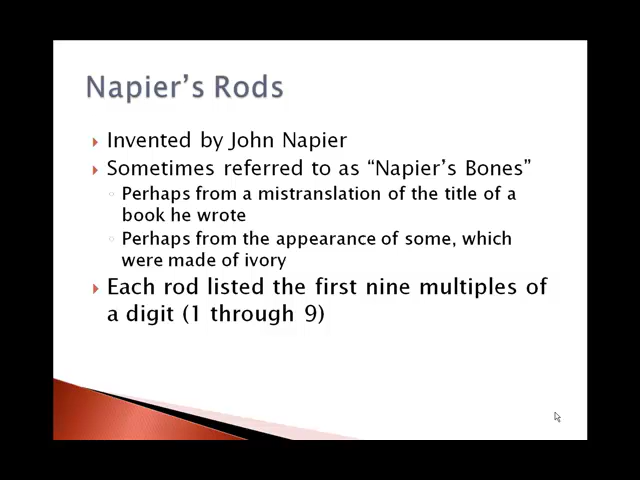 Napier’s Rods
Invented by John Napier
Sometimes referred to as “Napier’s Bones”
Perhaps from a mistranslation of the title of a
book he wrote
Perhaps from the appearance of some, which
were made of ivory
Each rod listed the first nine multiples of
a digit (1 through 9)